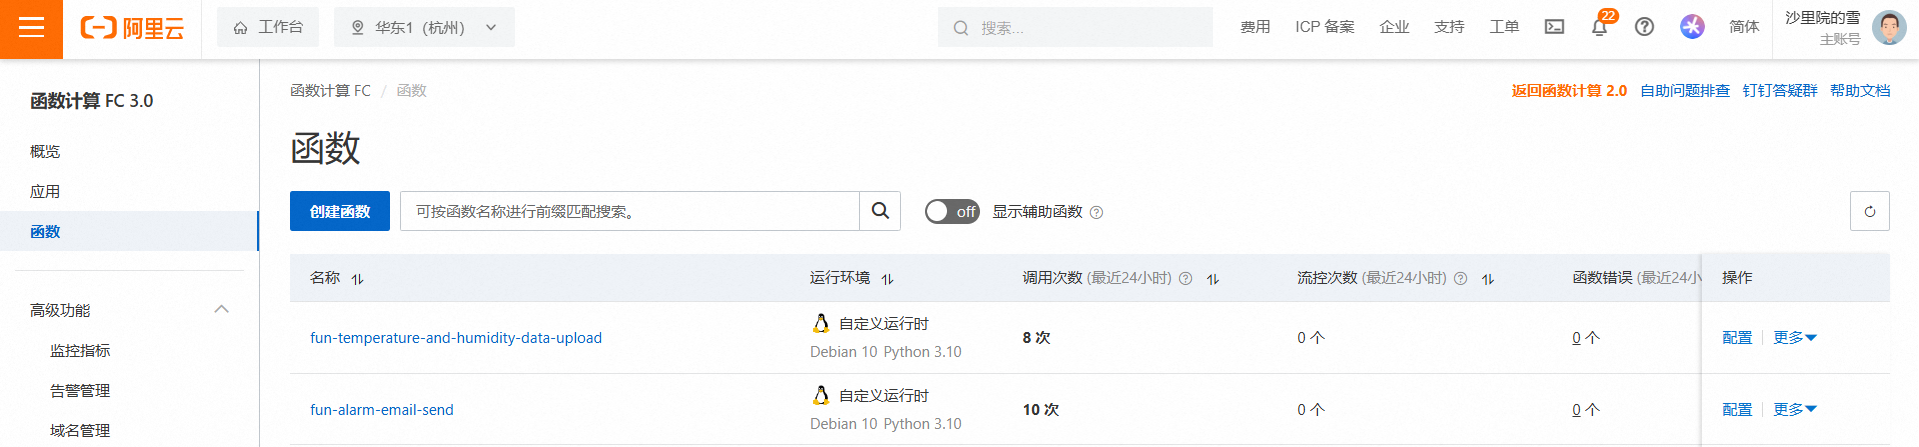 阿里云 工作台 华东1（杭州） 搜索... 费用 ICP 备案 企业 支持 工单 22 简体 沙里院的雪
主账号
函数计算 FC 3.0
概览
应用
函数
高级功能
监控指标
告警管理
域名管理
函数计算 FC / 函数
返回函数计算 2.0 自助问题排查 钉钉答疑群 帮助文档
函数
创建函数 可按函数名称进行前缀匹配搜索。 off 显示辅助函数
名称 运行环境 调用次数 (最近24小时) 流控次数 (最近24小时) 函数错误 (最近24小 操作
fun-temperature-and-humidity-data-upload 自定义运行时 8 次 0 个 0 个 配置 更多
Debian 10 Python 3.10
fun-alarm-email-send 自定义运行时 10 次 0 个 0 个 配置 更多
Debian 10 Python 3.10